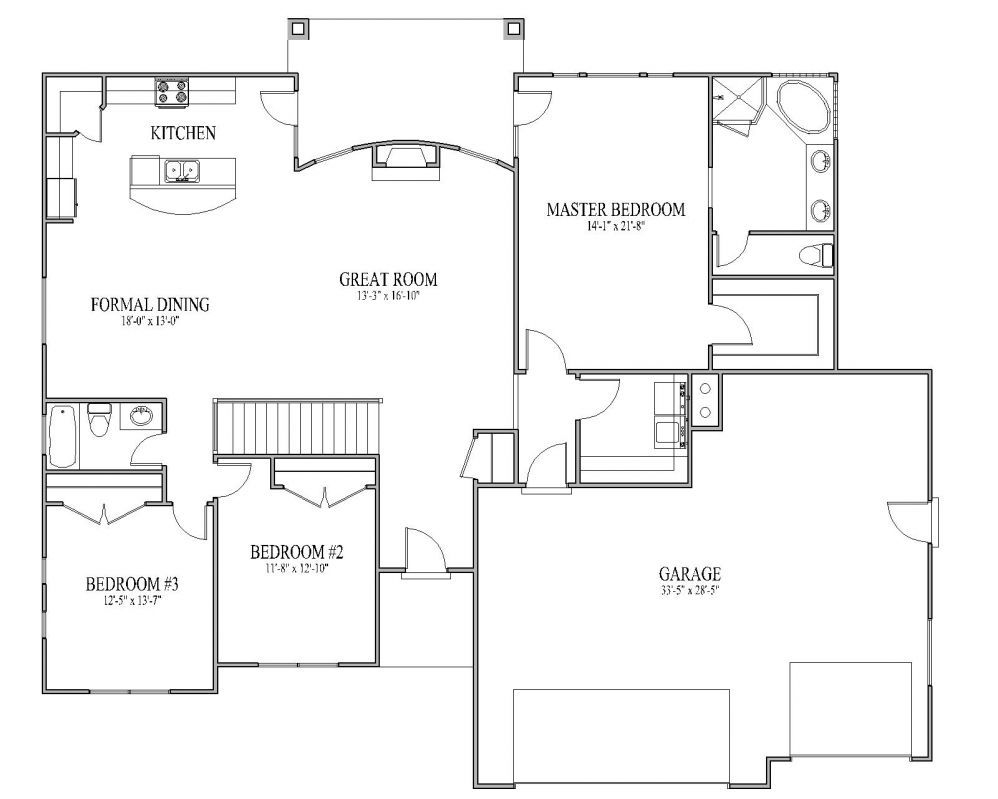 KITCHEN
MASTER BEDROOM
14'-1" x 21'-8"
GREAT ROOM
13'-3" x 16'-10"
FORMAL DINING
18'-0" x 13'-0"
BEDROOM #2
11'-8" x 12'-10"
BEDROOM #3
12'-5" x 13'-7"
GARAGE
33'-5" x 28'-5"